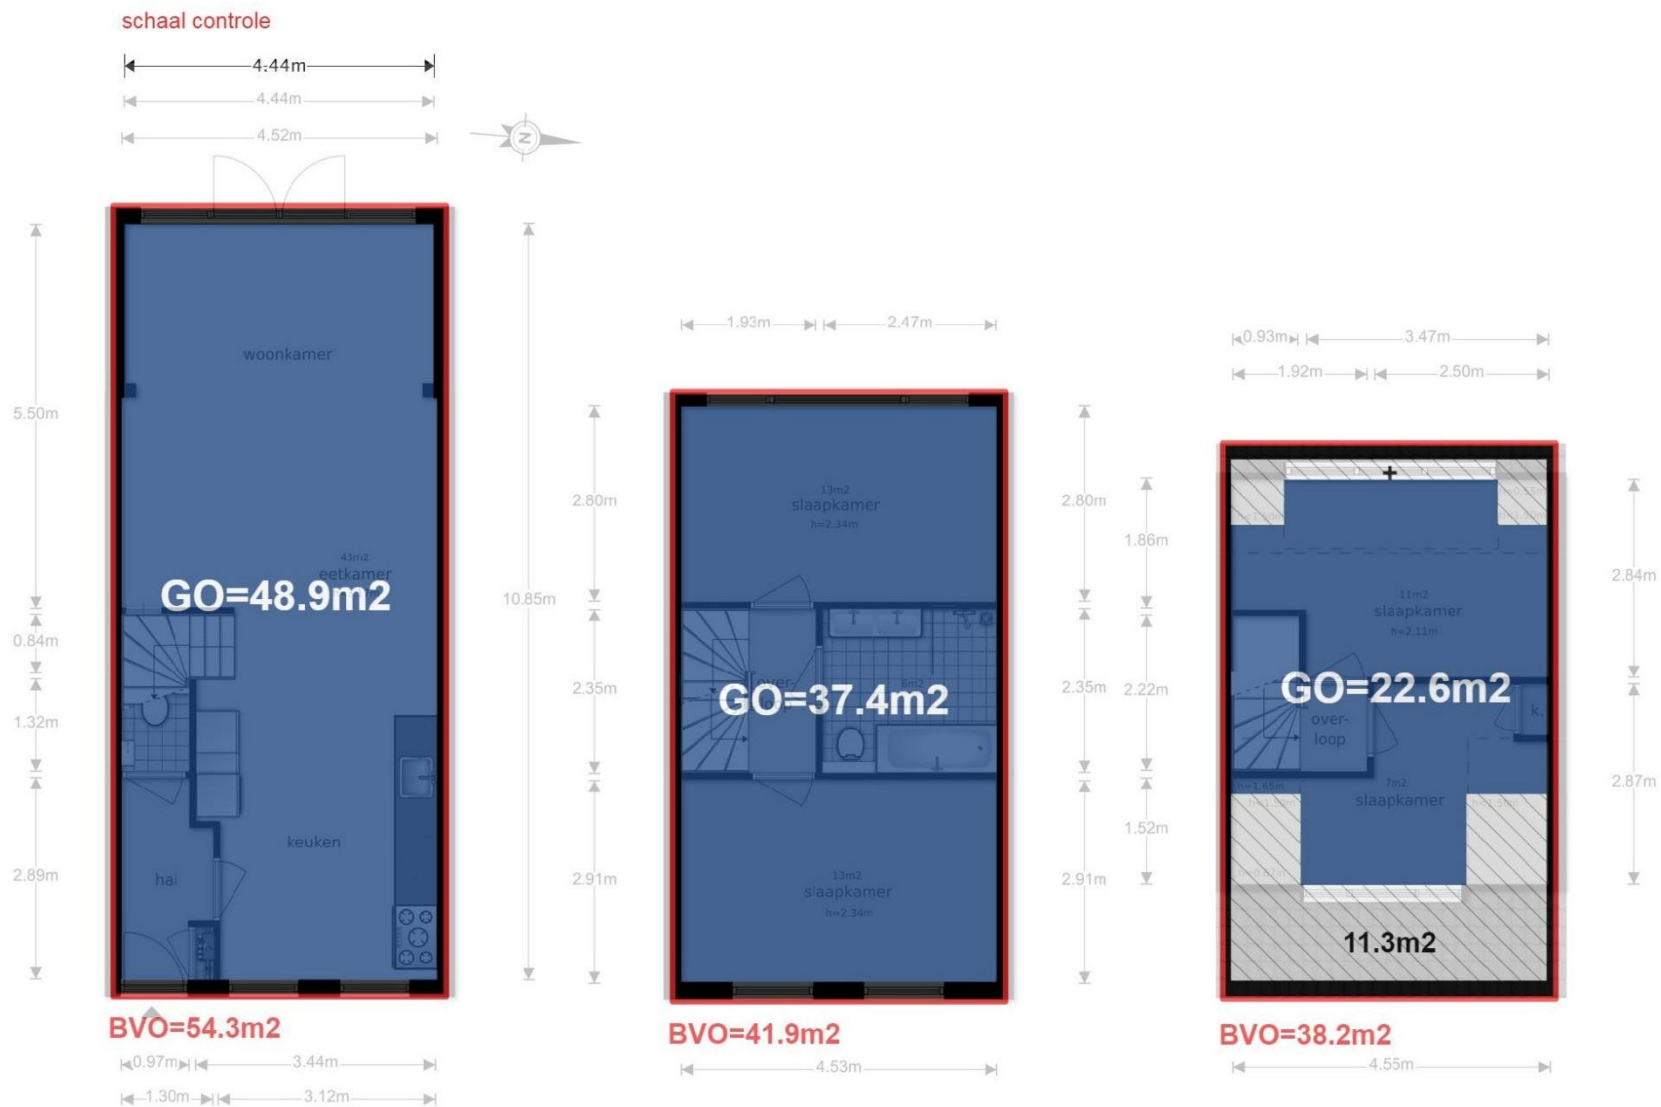 schaal controle
4.44m
4.44m
4.52m
N
woonkamer
5.50m
43m2
eetkamer
GO=48.9m2
10.85m
0.84m
1.32m
keuken
2.89m
hal
BVO=54.3m2
0.97m
3.44m
1.30m
3.12m
1.93m
2.47m
2.80m
13m2
slaapkamer
h=2.34m
2.80m
2.35m
over-
6m2
GO=37.4m2
2.35m
2.91m
13m2
slaapkamer
h=2.34m
2.91m
BVO=41.9m2
4.53m
0.93m
3.47m
1.92m
2.50m
1.86m
2.84m
11m2
slaapkamer
h=2.11m
2.22m
GO=22.6m2
over-
loop
k.
1.52m
h=1.65m
7m2
slaapkamer
2.87m
11.3m2
BVO=38.2m2
4.55m